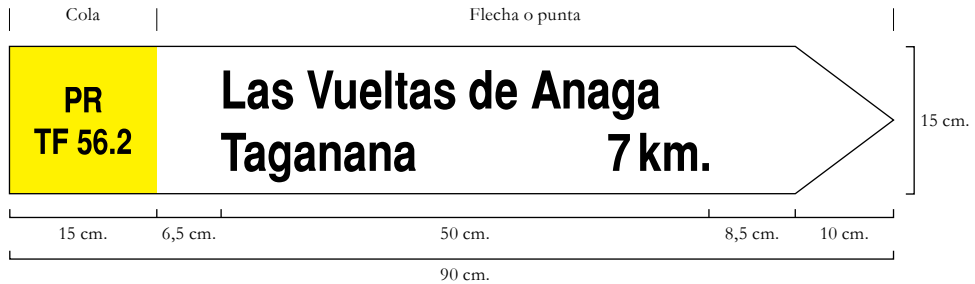 Cola
Flecha o punta
PR
TF 56.2
Las Vueltas de Anaga
Taganana 7 km.
15 cm.
15 cm.
6,5 cm.
50 cm.
8,5 cm.
10 cm.
90 cm.